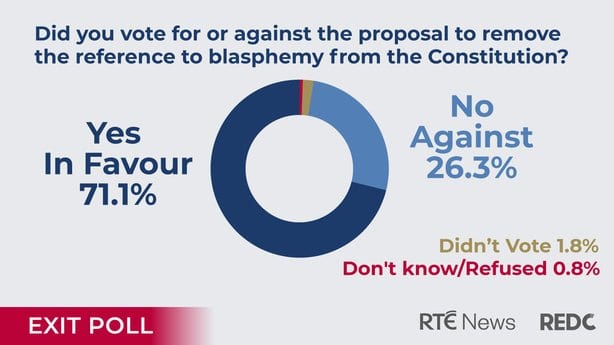 Did you vote for or against the proposal to remove
the reference to blasphemy from the Constitution?
Yes
In Favour
71.1%
No
Against
26.3%
Didn't Vote 1.8%
Don't know/Refused 0.8%
EXIT POLL
RTÉ News
REDC